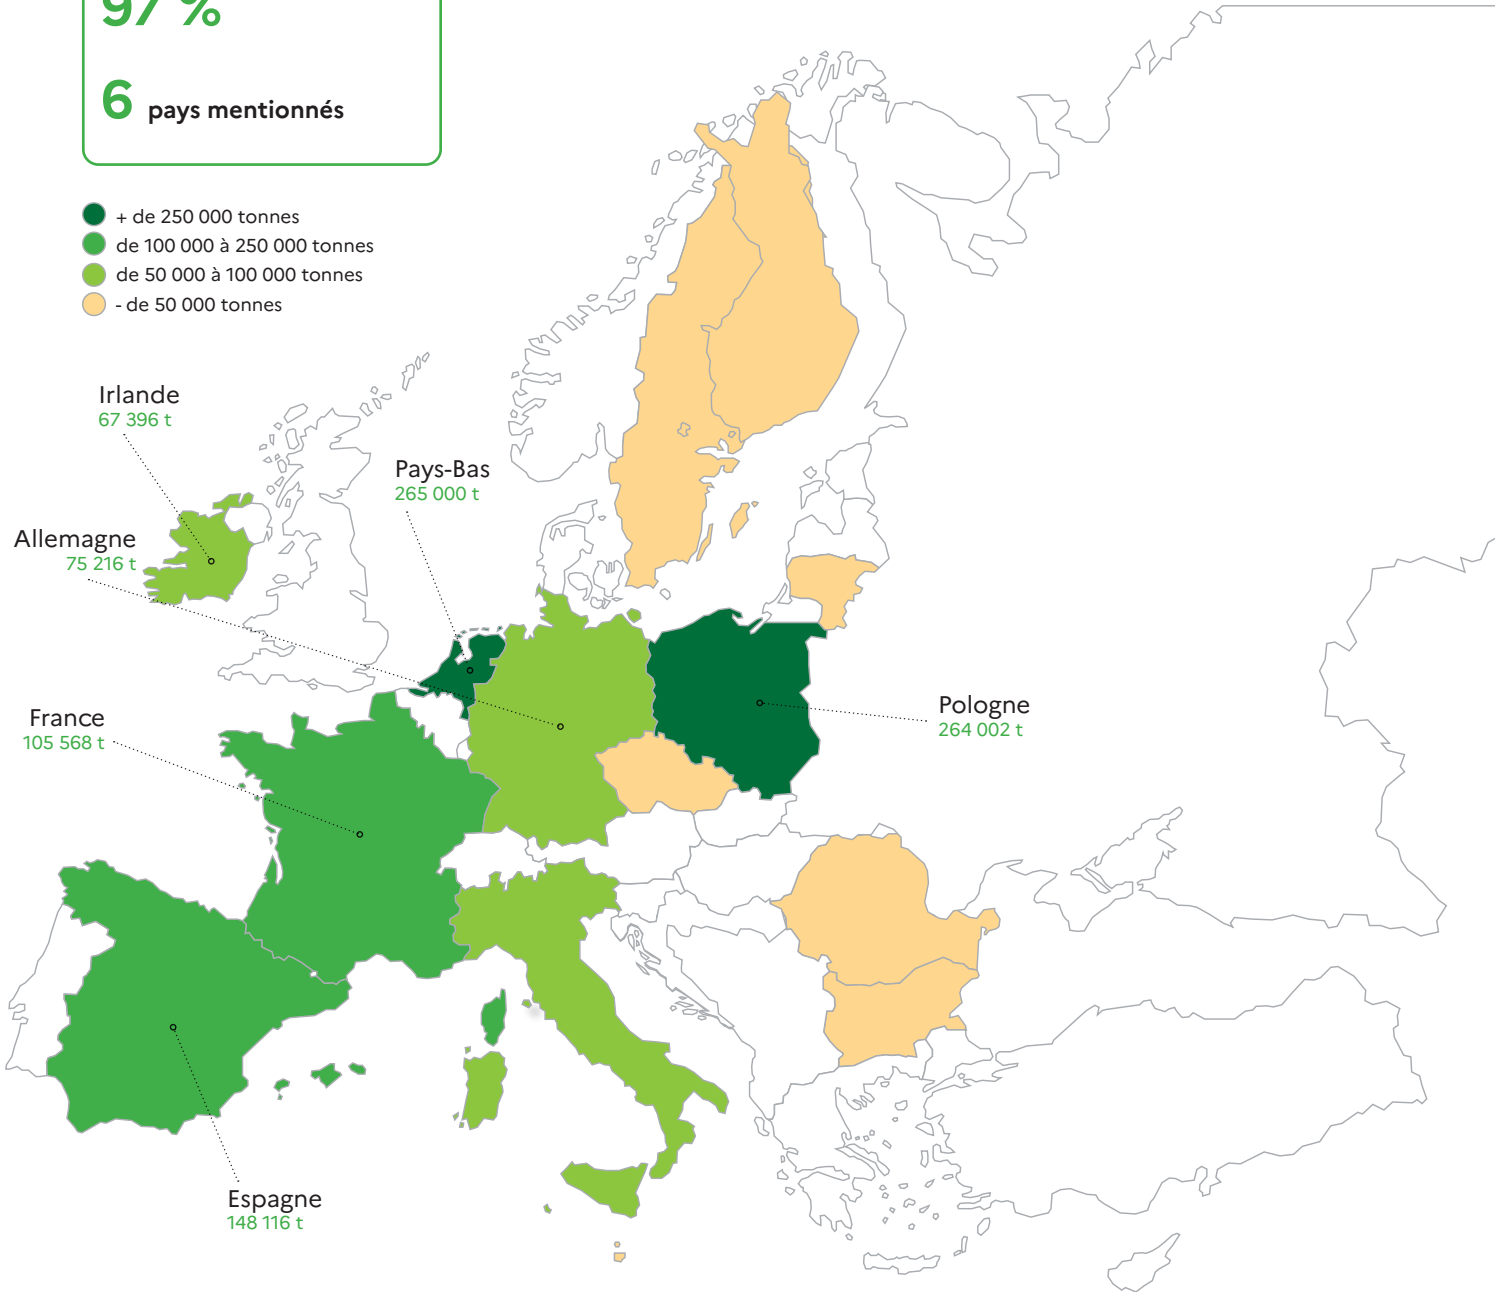 97 %
6 pays mentionnés
+ de 250 000 tonnes
de 100 000 à 250 000 tonnes
de 50 000 à 100 000 tonnes
- de 50 000 tonnes
Irlande
67 396 t
Pays-Bas
265 000 t
Allemagne
75 216 t
Pologne
264 002 t
France
105 568 t
Espagne
148 116 t